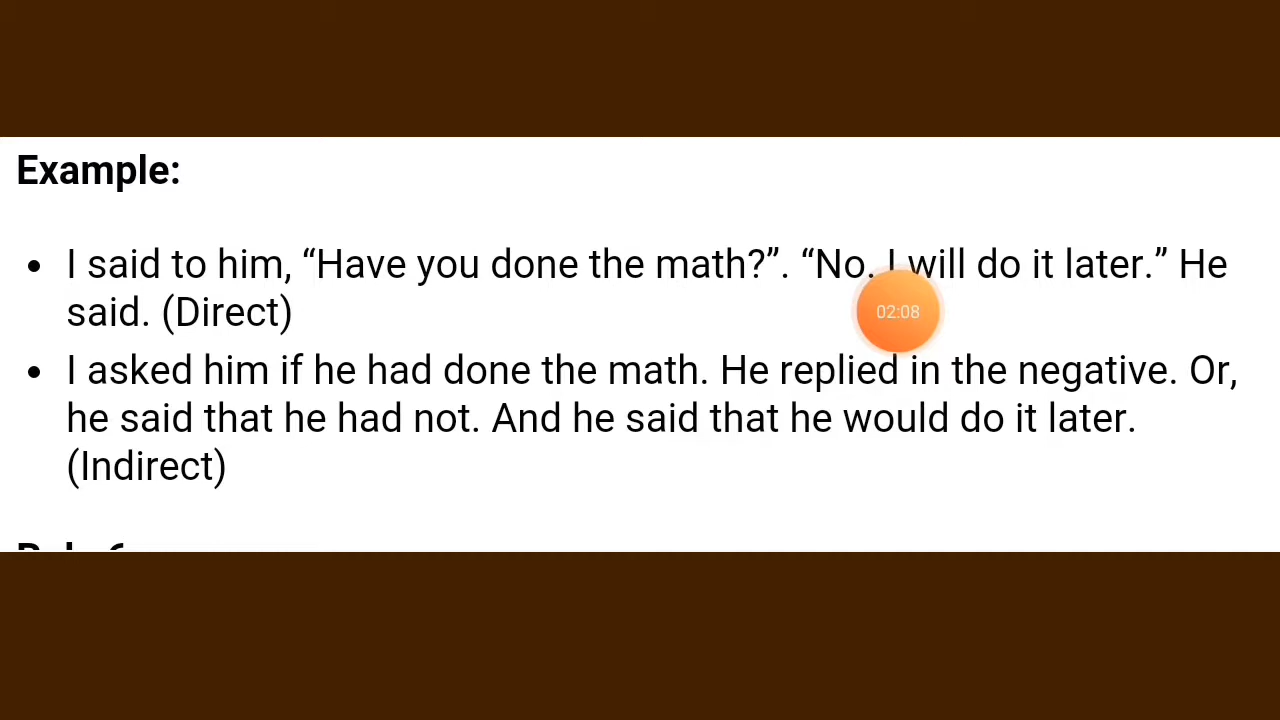 Example:
• I said to him, “Have you done the math?”. “No. I will do it later.” He
said. (Direct)
02:08
• I asked him if he had done the math. He replied in the negative. Or,
he said that he had not. And he said that he would do it later.
(Indirect)